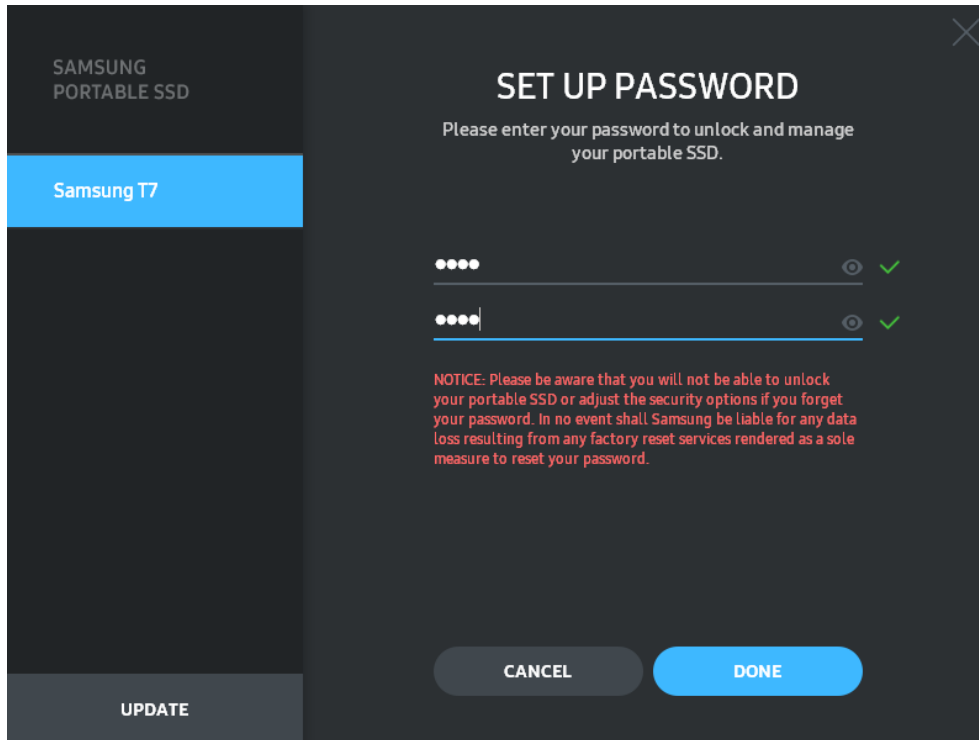 SAMSUNG
PORTABLE SSD
Samsung T7
UPDATE
SET UP PASSWORD
Please enter your password to unlock and manage
your portable SSD.
●●●●
●●●●
NOTICE: Please be aware that you will not be able to unlock
your portable SSD or adjust the security options if you forget
your password. In no event shall Samsung be liable for any data
loss resulting from any factory reset services rendered as a sole
measure to reset your password.
CANCEL
DONE